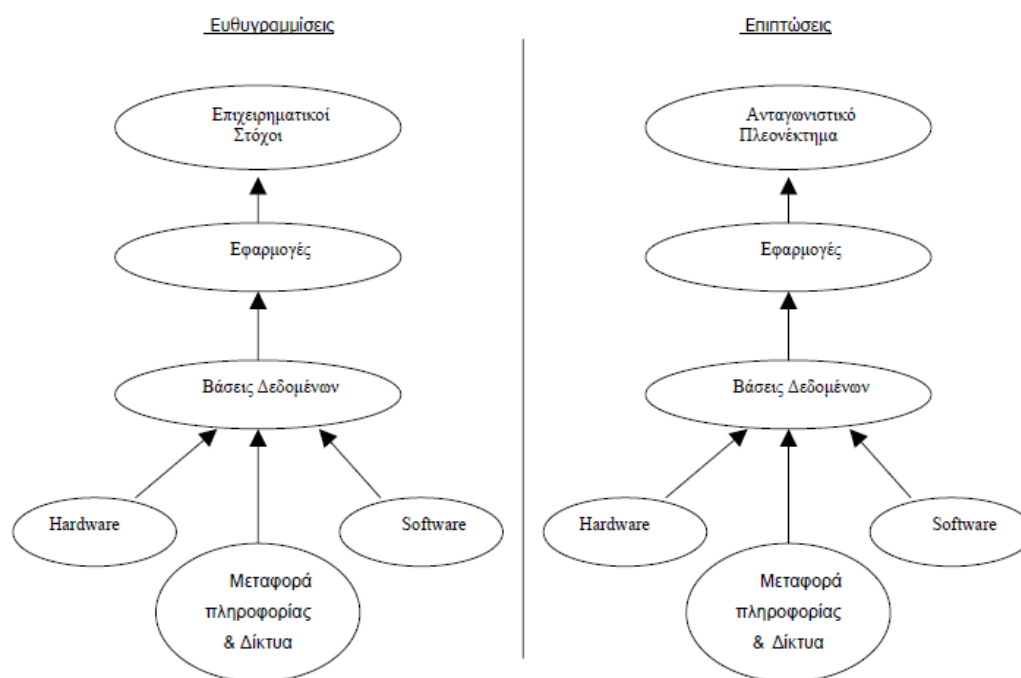 Ευθυγραμμίσεις
Επιχειρηματικοί
Στόχοι
Εφαρμογές
Βάσεις Δεδομένων
Hardware
Software
Μεταφορά
πληροφορίας
& Δίκτυα
Επιπτώσεις
Ανταγωνιστικό
Πλεονέκτημα
Εφαρμογές
Βάσεις Δεδομένων
Hardware
Software
Μεταφορά
πληροφορίας
& Δίκτυα